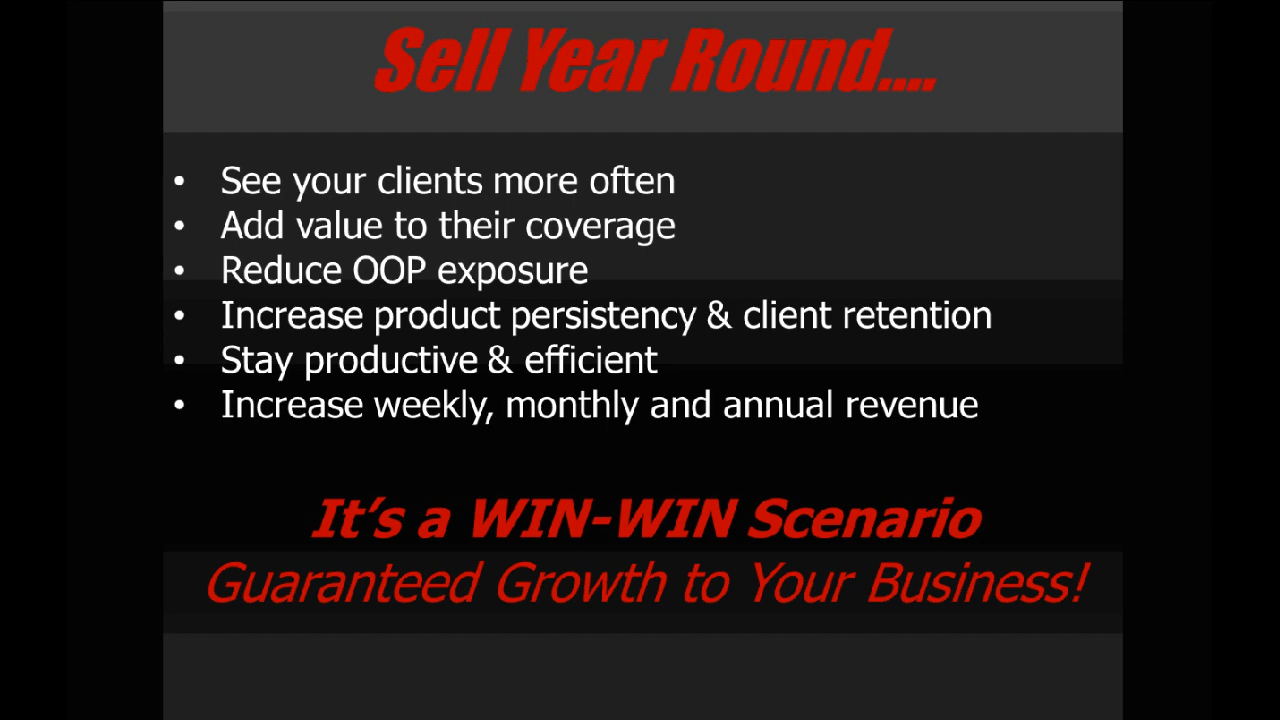 Sell Year Round....
• See your clients more often
• Add value to their coverage
• Reduce OOP exposure
• Increase product persistency & client retention
• Stay productive & efficient
• Increase weekly, monthly and annual revenue
It’s a WIN-WIN Scenario
Guaranteed Growth to Your Business!